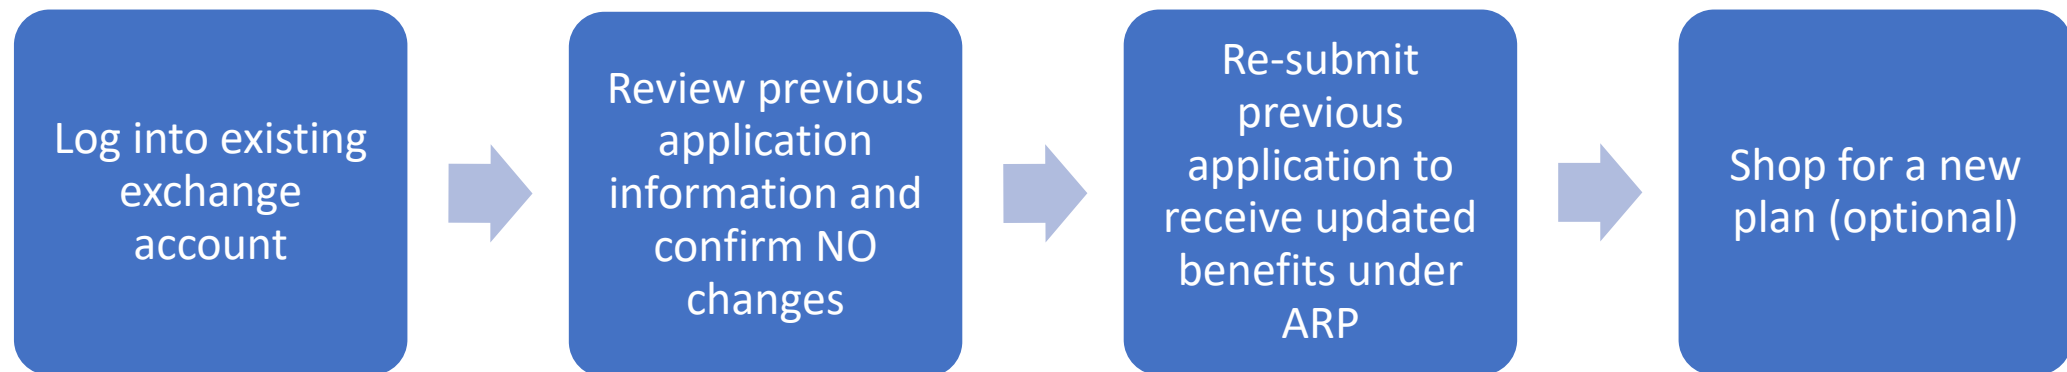 Log into existing
exchange
account
Review previous
application
information and
confirm NO
changes
Re-submit
previous
application to
receive updated
benefits under
ARP
Shop for a new
plan (optional)